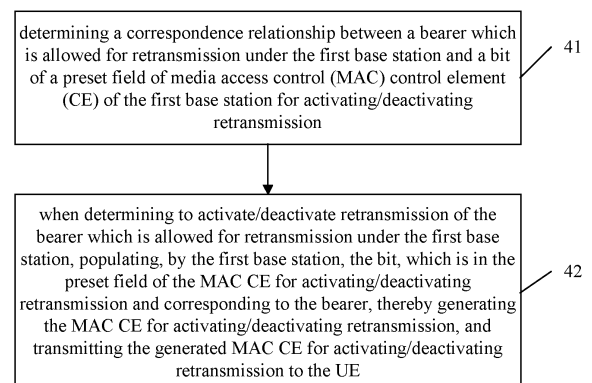 determining a correspondence relationship between a bearer which
is allowed for retransmission under the first base station and a bit
of a preset field of media access control (MAC) control element
(CE) of the first base station for activating/deactivating
retransmission
41
when determining to activate/deactivate retransmission of the
bearer which is allowed for retransmission under the first base
station, populating, by the first base station, the bit, which is in the
preset field of the MAC CE for activating/deactivating
retransmission and corresponding to the bearer, thereby generating
the MAC CE for activating/deactivating retransmission, and
transmitting the generated MAC CE for activating/deactivating
retransmission to the UE
42